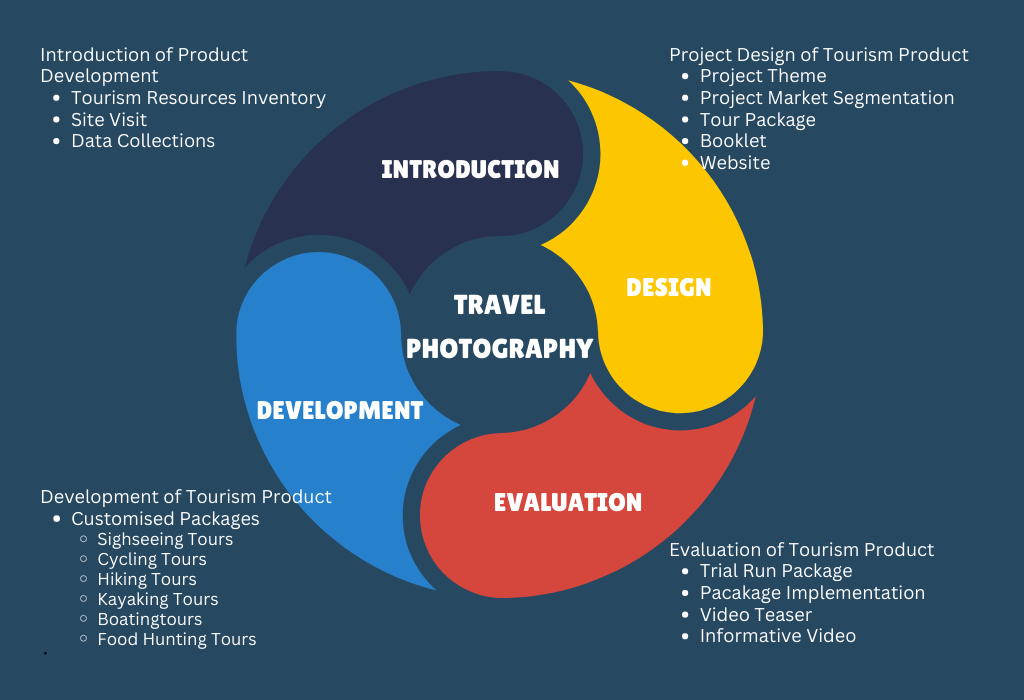 Introduction of Product
Development
• Tourism Resources Inventory
• Site Visit
• Data Collections
Project Design of Tourism Product
• Project Theme
• Project Market Segmentation
• Tour Package
• Booklet
• Website
INTRODUCTION
DESIGN
TRAVEL
PHOTOGRAPHY
DEVELOPMENT
EVALUATION
Development of Tourism Product
• Customised Packages
○ Sighseeing Tours
○ Cycling Tours
○ Hiking Tours
○ Kayaking Tours
○ Boatingtours
○ Food Hunting Tours
.
Evaluation of Tourism Product
• Trial Run Package
• Pacakage Implementation
• Video Teaser
• Informative Video